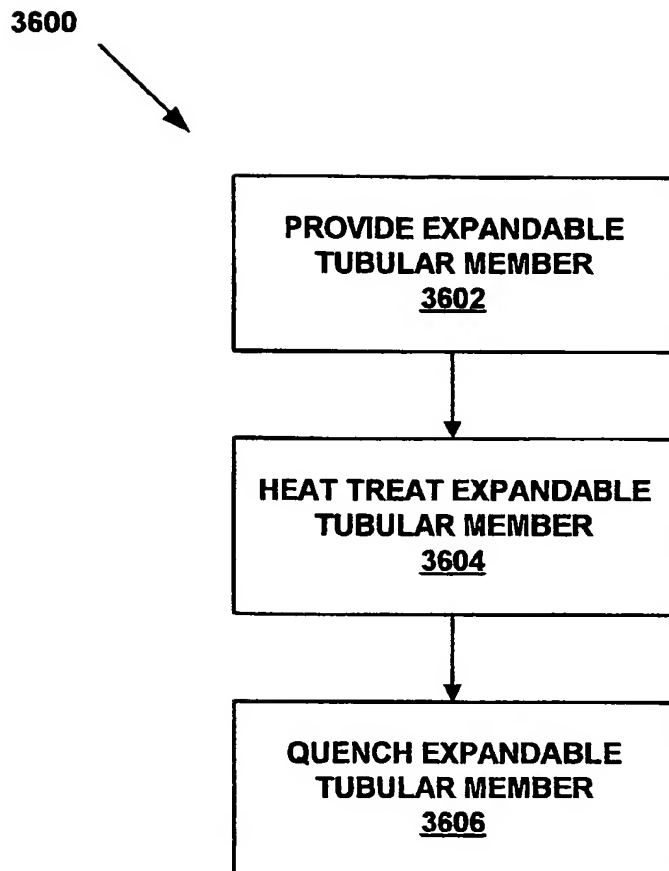 3600
PROVIDE EXPANDABLE
TUBULAR MEMBER
3602
HEAT TREAT EXPANDABLE
TUBULAR MEMBER
3604
QUENCH EXPANDABLE
TUBULAR MEMBER
3606